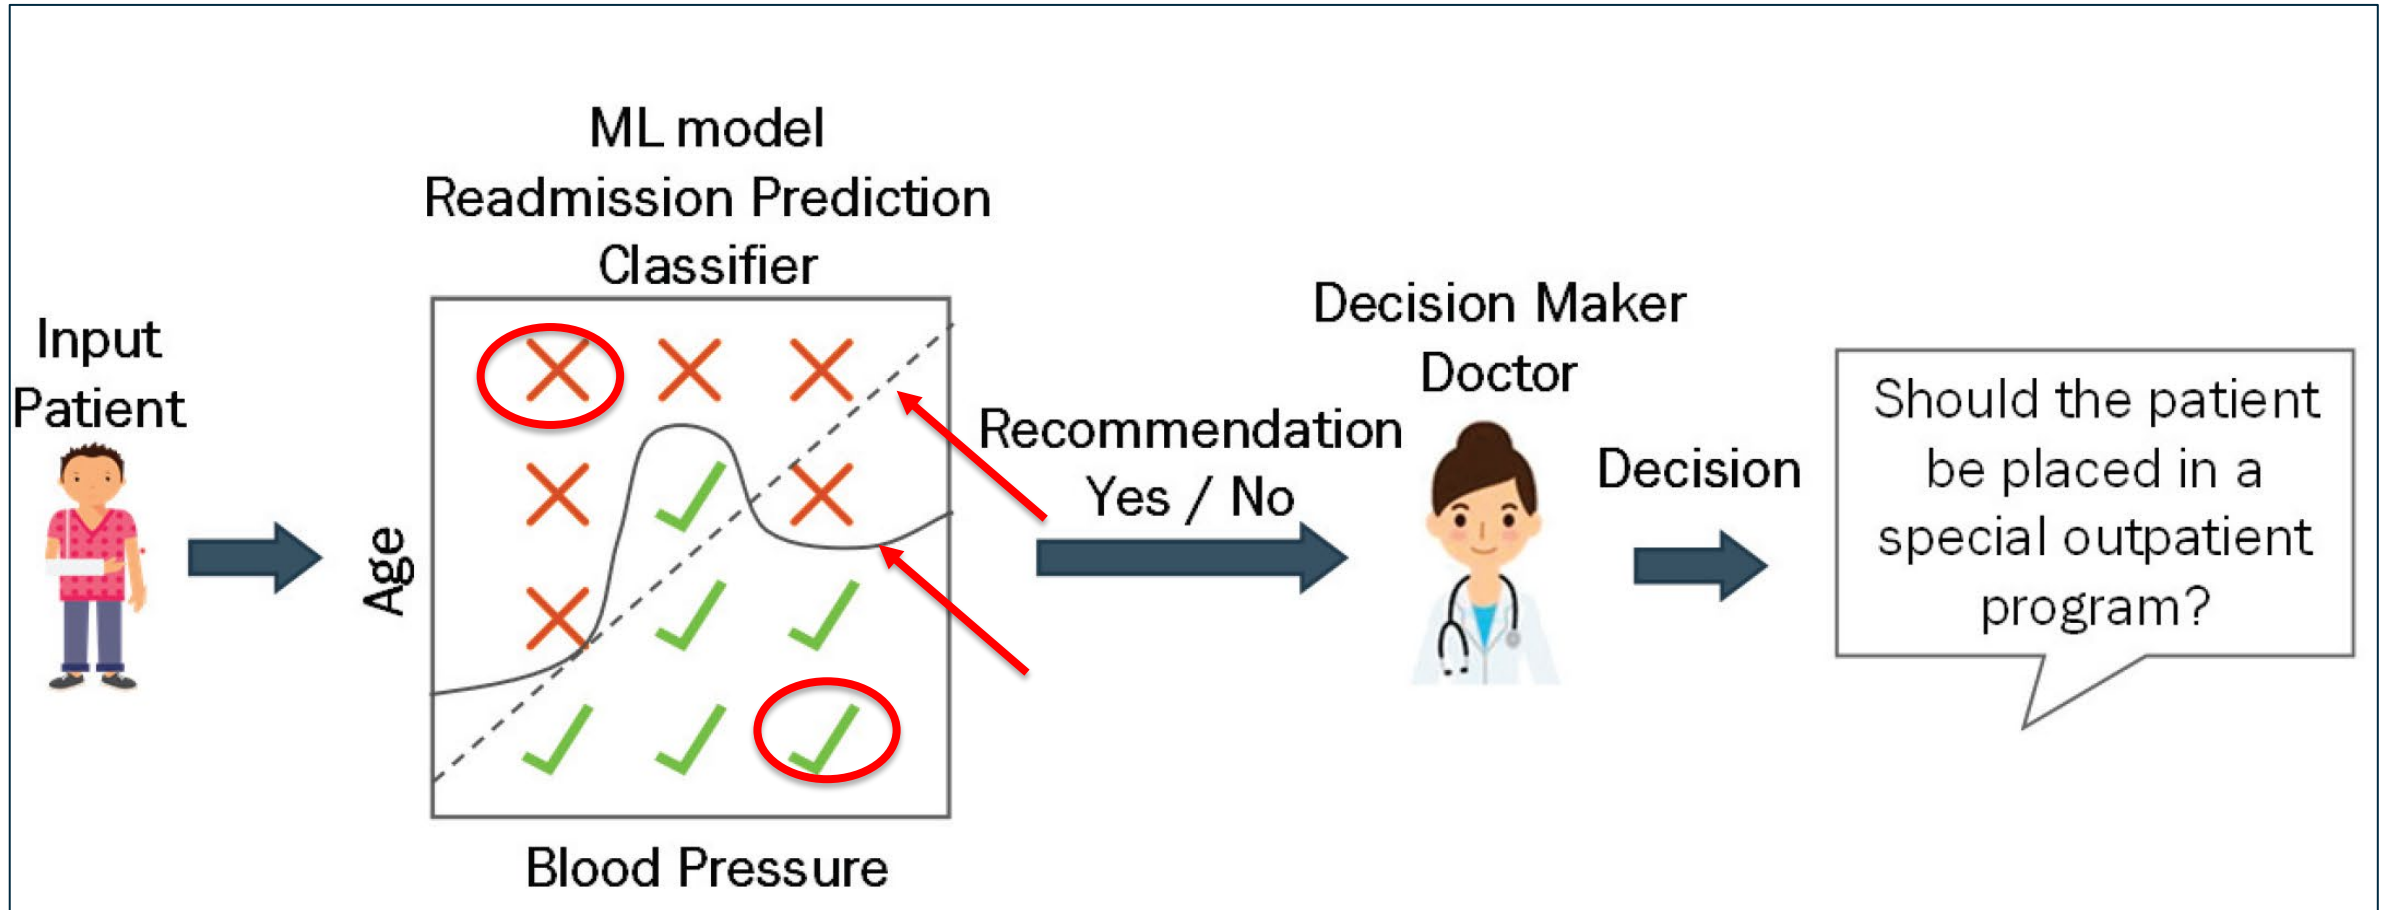 Input
Patient
ML model
Readmission Prediction
Classifier
Age
Blood Pressure
Recommendation
Yes / No
Decision Maker
Doctor
Decision
Should the patient
be placed in a
special outpatient
program?